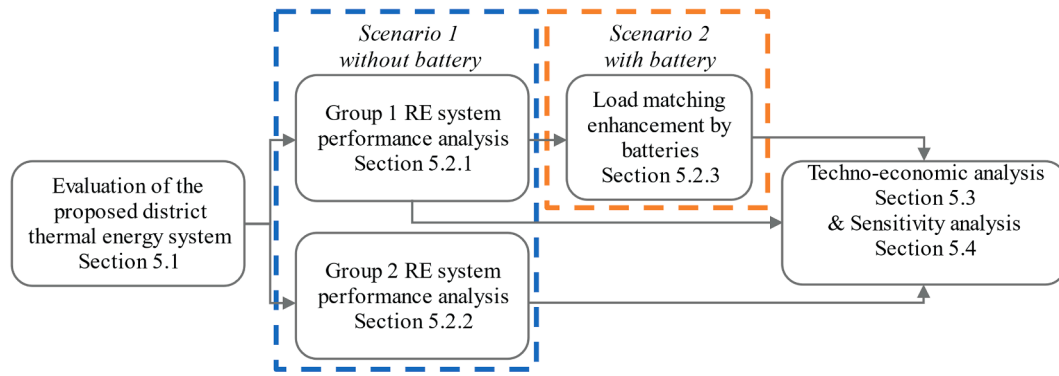 Scenario 1
without battery
Scenario 2
with battery
Evaluation of the
proposed district
thermal energy system
Section 5.1
Group 1 RE system
performance analysis
Section 5.2.1
Load matching
enhancement by
batteries
Section 5.2.3
Group 2 RE system
performance analysis
Section 5.2.2
Techno-economic analysis
Section 5.3
& Sensitivity analysis
Section 5.4